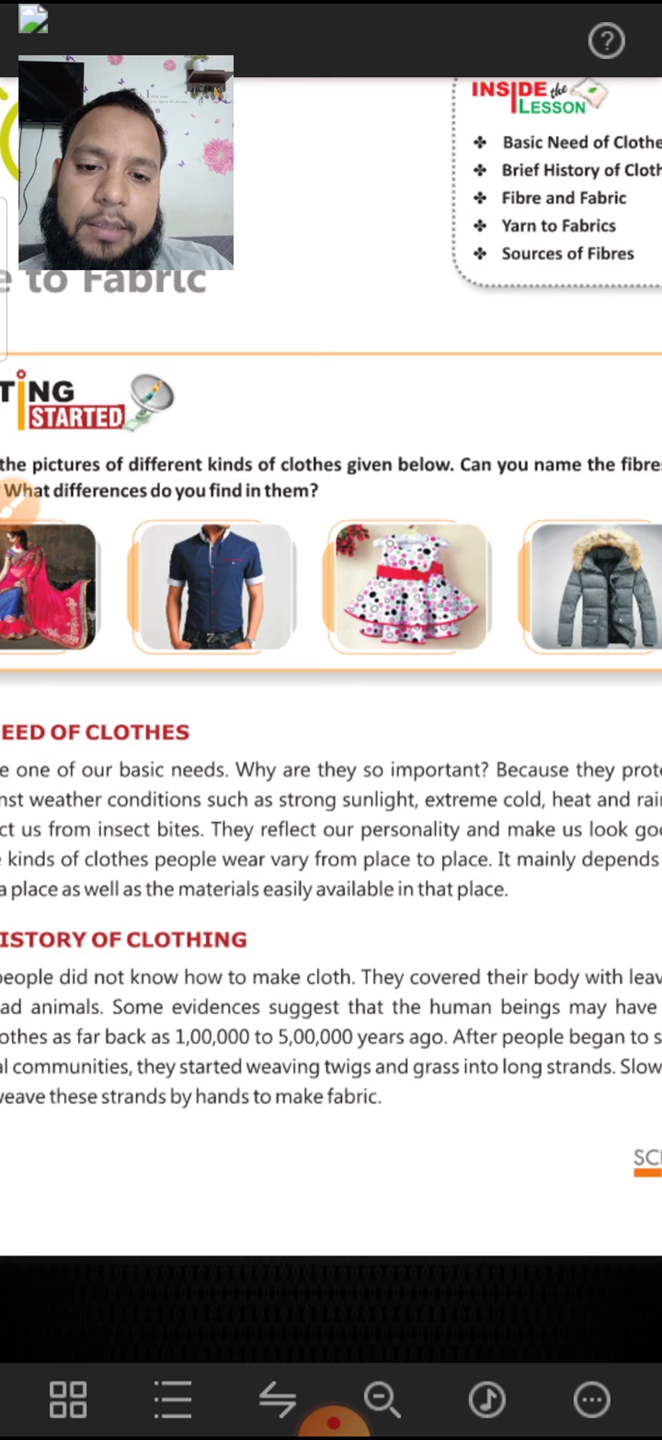 INSIDE the
LESSON
Basic Need of Clothe
Brief History of Cloth
Fibre and Fabric
Yarn to Fabrics
Sources of Fibres
e to Fabric
TiNG
STARTED
the pictures of different kinds of clothes given below. Can you name the fibre
What differences do you find in them?
EED OF CLOTHES
e one of our basic needs. Why are they so important? Because they prote
nst weather conditions such as strong sunlight, extreme cold, heat and rai
ct us from insect bites. They reflect our personality and make us look goo
e kinds of clothes people wear vary from place to place. It mainly depends
a place as well as the materials easily available in that place.
ISTORY OF CLOTHING
people did not know how to make cloth. They covered their body with leav
ad animals. Some evidences suggest that the human beings may have
othes as far back as 1,00,000 to 5,00,000 years ago. After people began to s
al communities, they started weaving twigs and grass into long strands. Slow
weave these strands by hands to make fabric.
SCI